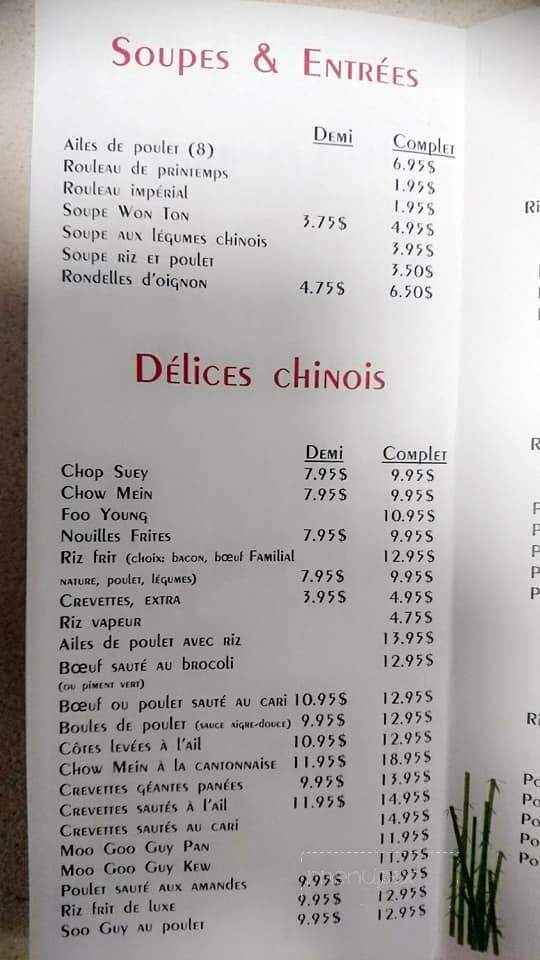 Soupes & Entrées
Demi Complet
Ailes de poulet (8) 6.95$
Rouleau de printemps 1.95$
Rouleau impérial 1.95$
Soupe Won Ton 3.75$ 4.95$
Soupe aux légumes chinois 3.95$
Soupe riz et poulet 3.50$
Rondelles d'oignon 4.75$ 6.50$
Délices chinois
Demi Complet
Chop Suey 7.95$ 9.95$
Chow Mein 7.95$ 9.95$
Foo Young 10.95$
Nouilles Frites 7.95$ 9.95$
Riz frit (choix: bacon, bœuf Familial 12.95$
nature, poulet, légumes) 7.95$ 9.95$
Crevettes, extra 3.95$ 4.95$
Riz vapeur 4.75$
Ailes de poulet avec riz 13.95$
Bœuf sauté au brocoli 12.95$
(ou piment vert)
Bœuf ou poulet sauté au cari 10.95$ 12.95$
Boules de poulet (sauce aigre-douce) 9.95$ 12.95$
Côtes levées à l'ail 10.95$ 12.95$
Chow Mein à la cantonnaise 11.95$ 18.95$
Crevettes géantes panées 9.95$ 13.95$
Crevettes sautés à l'ail 11.95$ 14.95$
Crevettes sautés au cari 14.95$
Moo Goo Guy Pan 11.95$
Moo Goo Guy Kew 11.95$
Poulet sauté aux amandes 9.95$ 11.95$
Riz frit de luxe 9.95$ 12.95$
Soo Guy au poulet 9.95$ 12.95$